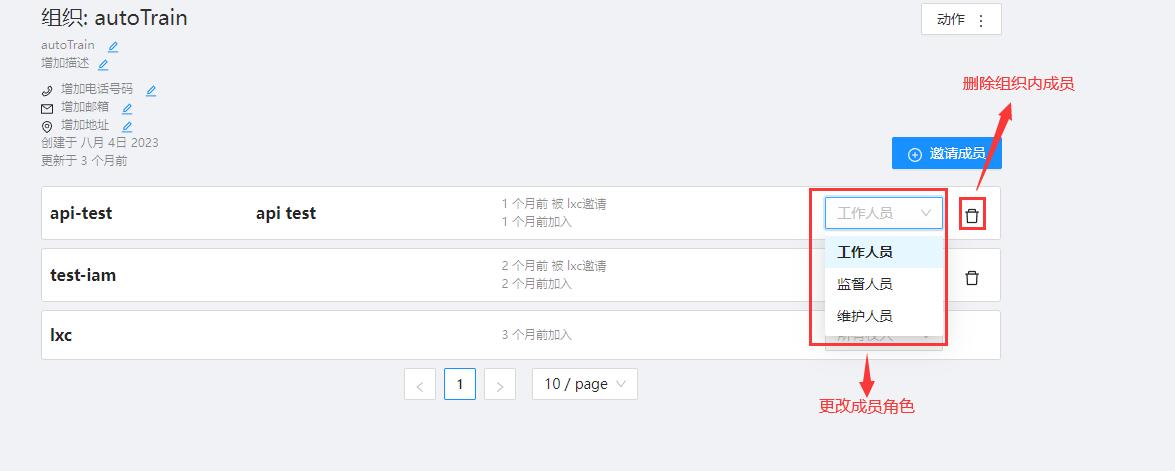 组织: autoTrain
动作
autoTrain
增加描述
增加电话号码
增加邮箱
增加地址
创建于 八月 4日 2023
更新于 3 个月前
删除组织内成员
邀请成员
api-test
api test
1 个月前 被 lxc邀请
1 个月前加入
工作人员
工作人员
监督人员
维护人员
test-iam
2 个月前 被 lxc邀请
2 个月前加入
lxc
3 个月前加入
所有权人
1
10 / page
更改成员角色